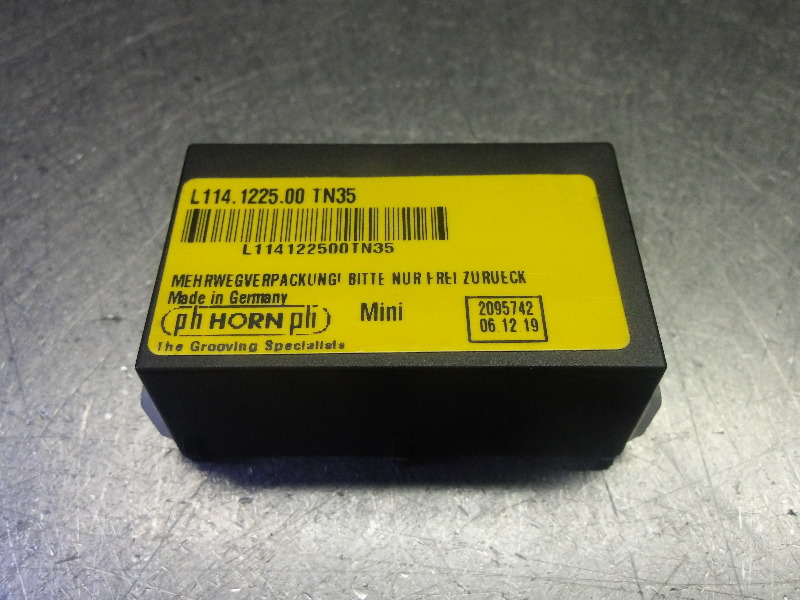 L114.1225.00 TN35
L114122500TN35
MEHRWEGVERPACKUNG! BITTE NUR FREI ZURUECK
Made in Germany
ph HORN ph
Mini
2095742
06 12 19
The Grooving Specialists